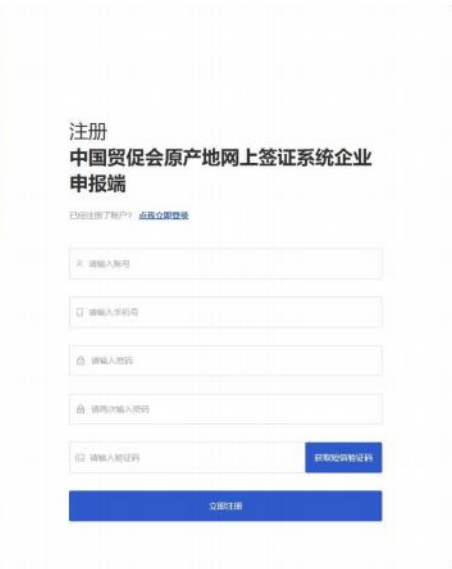 注册
中国贸促会原产地网上签证系统企业
申报端
已经注册了账户? 点我立即登录
请输入账号
请输入手机号
请输入密码
请再次输入密码
请输入验证码
获取短信验证码
立即注册